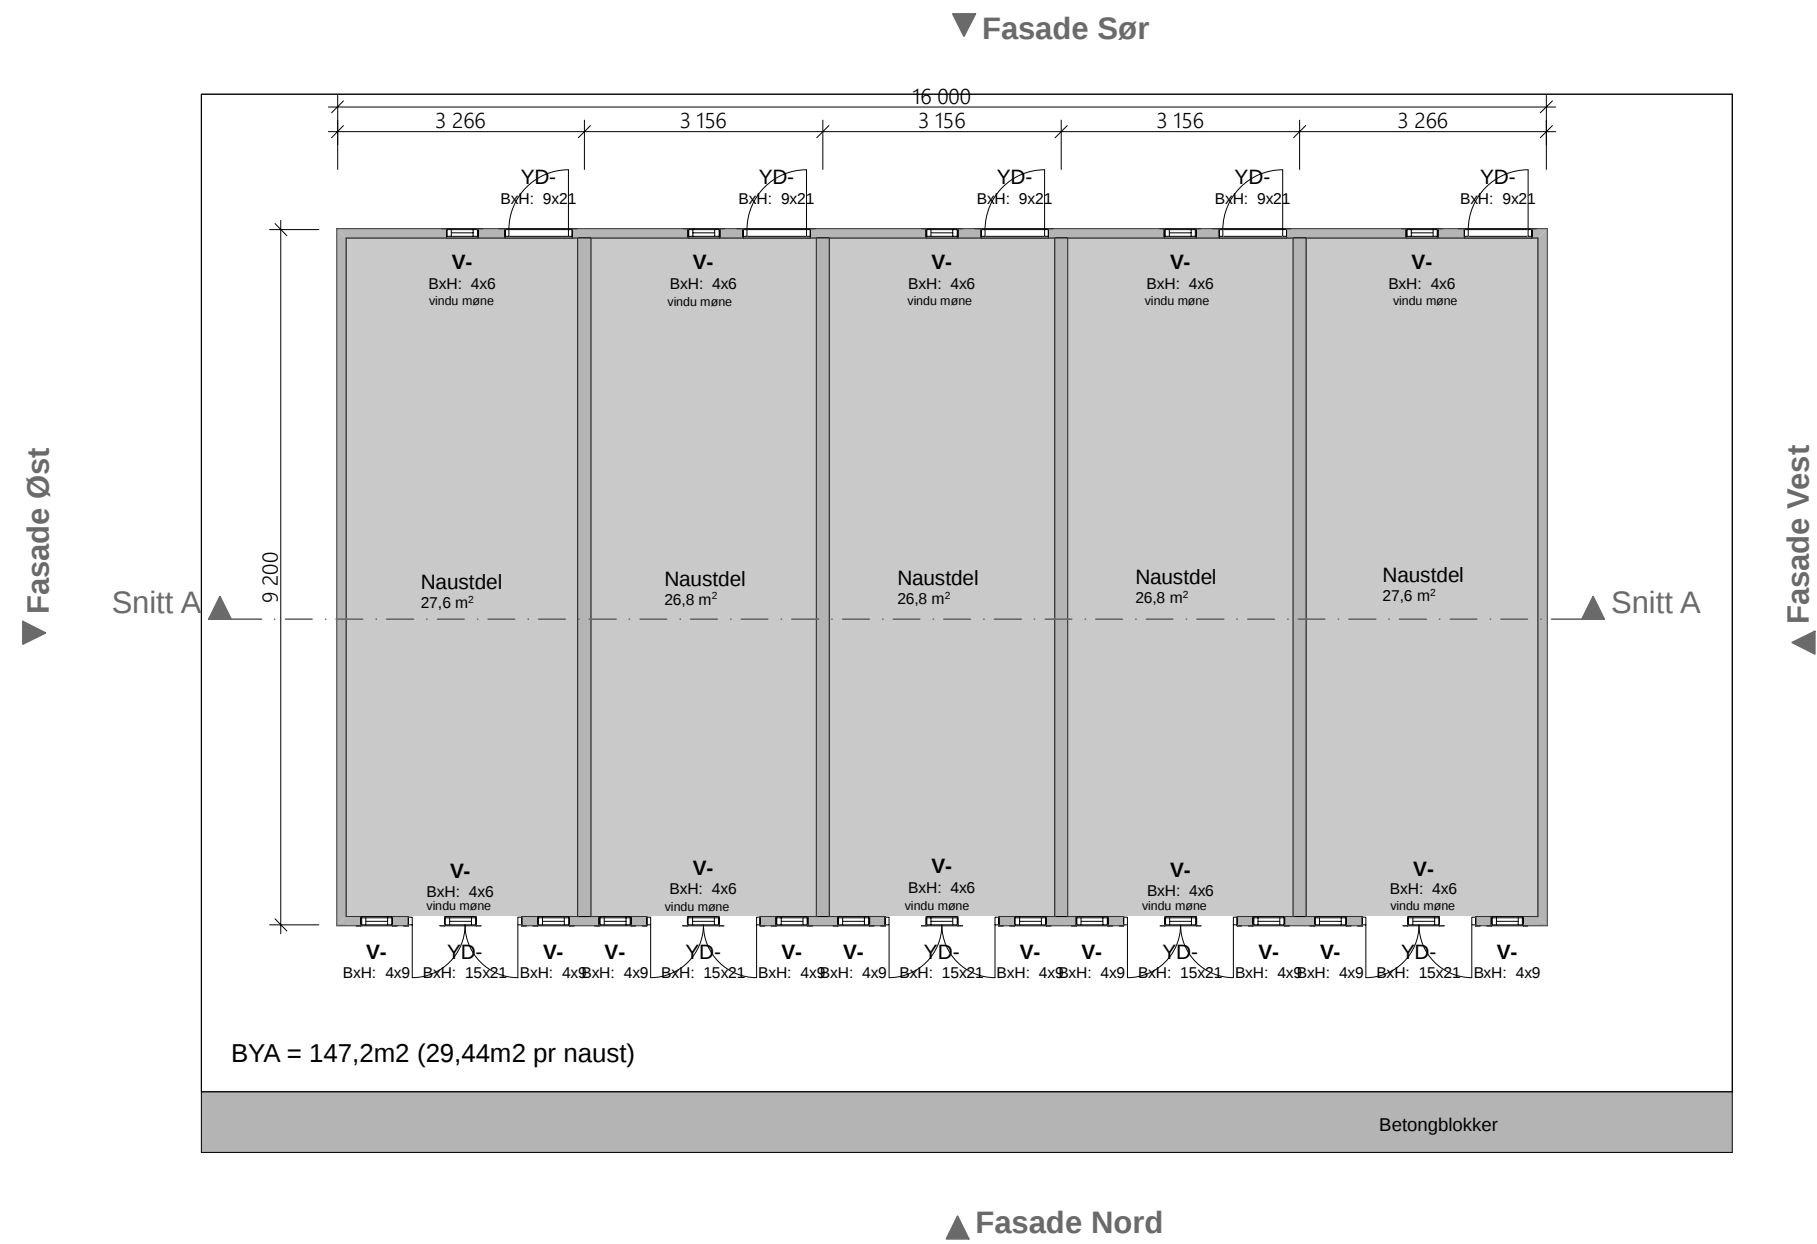 Fasade Sør
16 000
3 266 3 156 3 156 3 156 3 266
YD- YD- YD- YD- YD-
BxH: 9x21 BxH: 9x21 BxH: 9x21 BxH: 9x21 BxH: 9x21
V- V- V- V- V-
BxH: 4x6 BxH: 4x6 BxH: 4x6 BxH: 4x6 BxH: 4x6
vindu møne vindu møne vindu møne vindu møne vindu møne
Fasade Øst
Fasade Vest
9 200
Naustdel Naustdel Naustdel Naustdel Naustdel
27,6 m² 26,8 m² 26,8 m² 26,8 m² 27,6 m²
Snitt A Snitt A
V- V- V- V- V-
BxH: 4x6 BxH: 4x6 BxH: 4x6 BxH: 4x6 BxH: 4x6
vindu møne vindu møne vindu møne vindu møne vindu møne
V- YD- V- V- YD- V- V- YD- V- V- YD- V- V- YD- V-
BxH: 4x9 BxH: 15x21 BxH: 4x9 BxH: 4x9 BxH: 15x21 BxH: 4x9 BxH: 4x9 BxH: 15x21 BxH: 4x9 BxH: 4x9 BxH: 15x21 BxH: 4x9 BxH: 4x9 BxH: 15x21 BxH: 4x9
BYA = 147,2m2 (29,44m2 pr naust)
Betongblokker
Fasade Nord